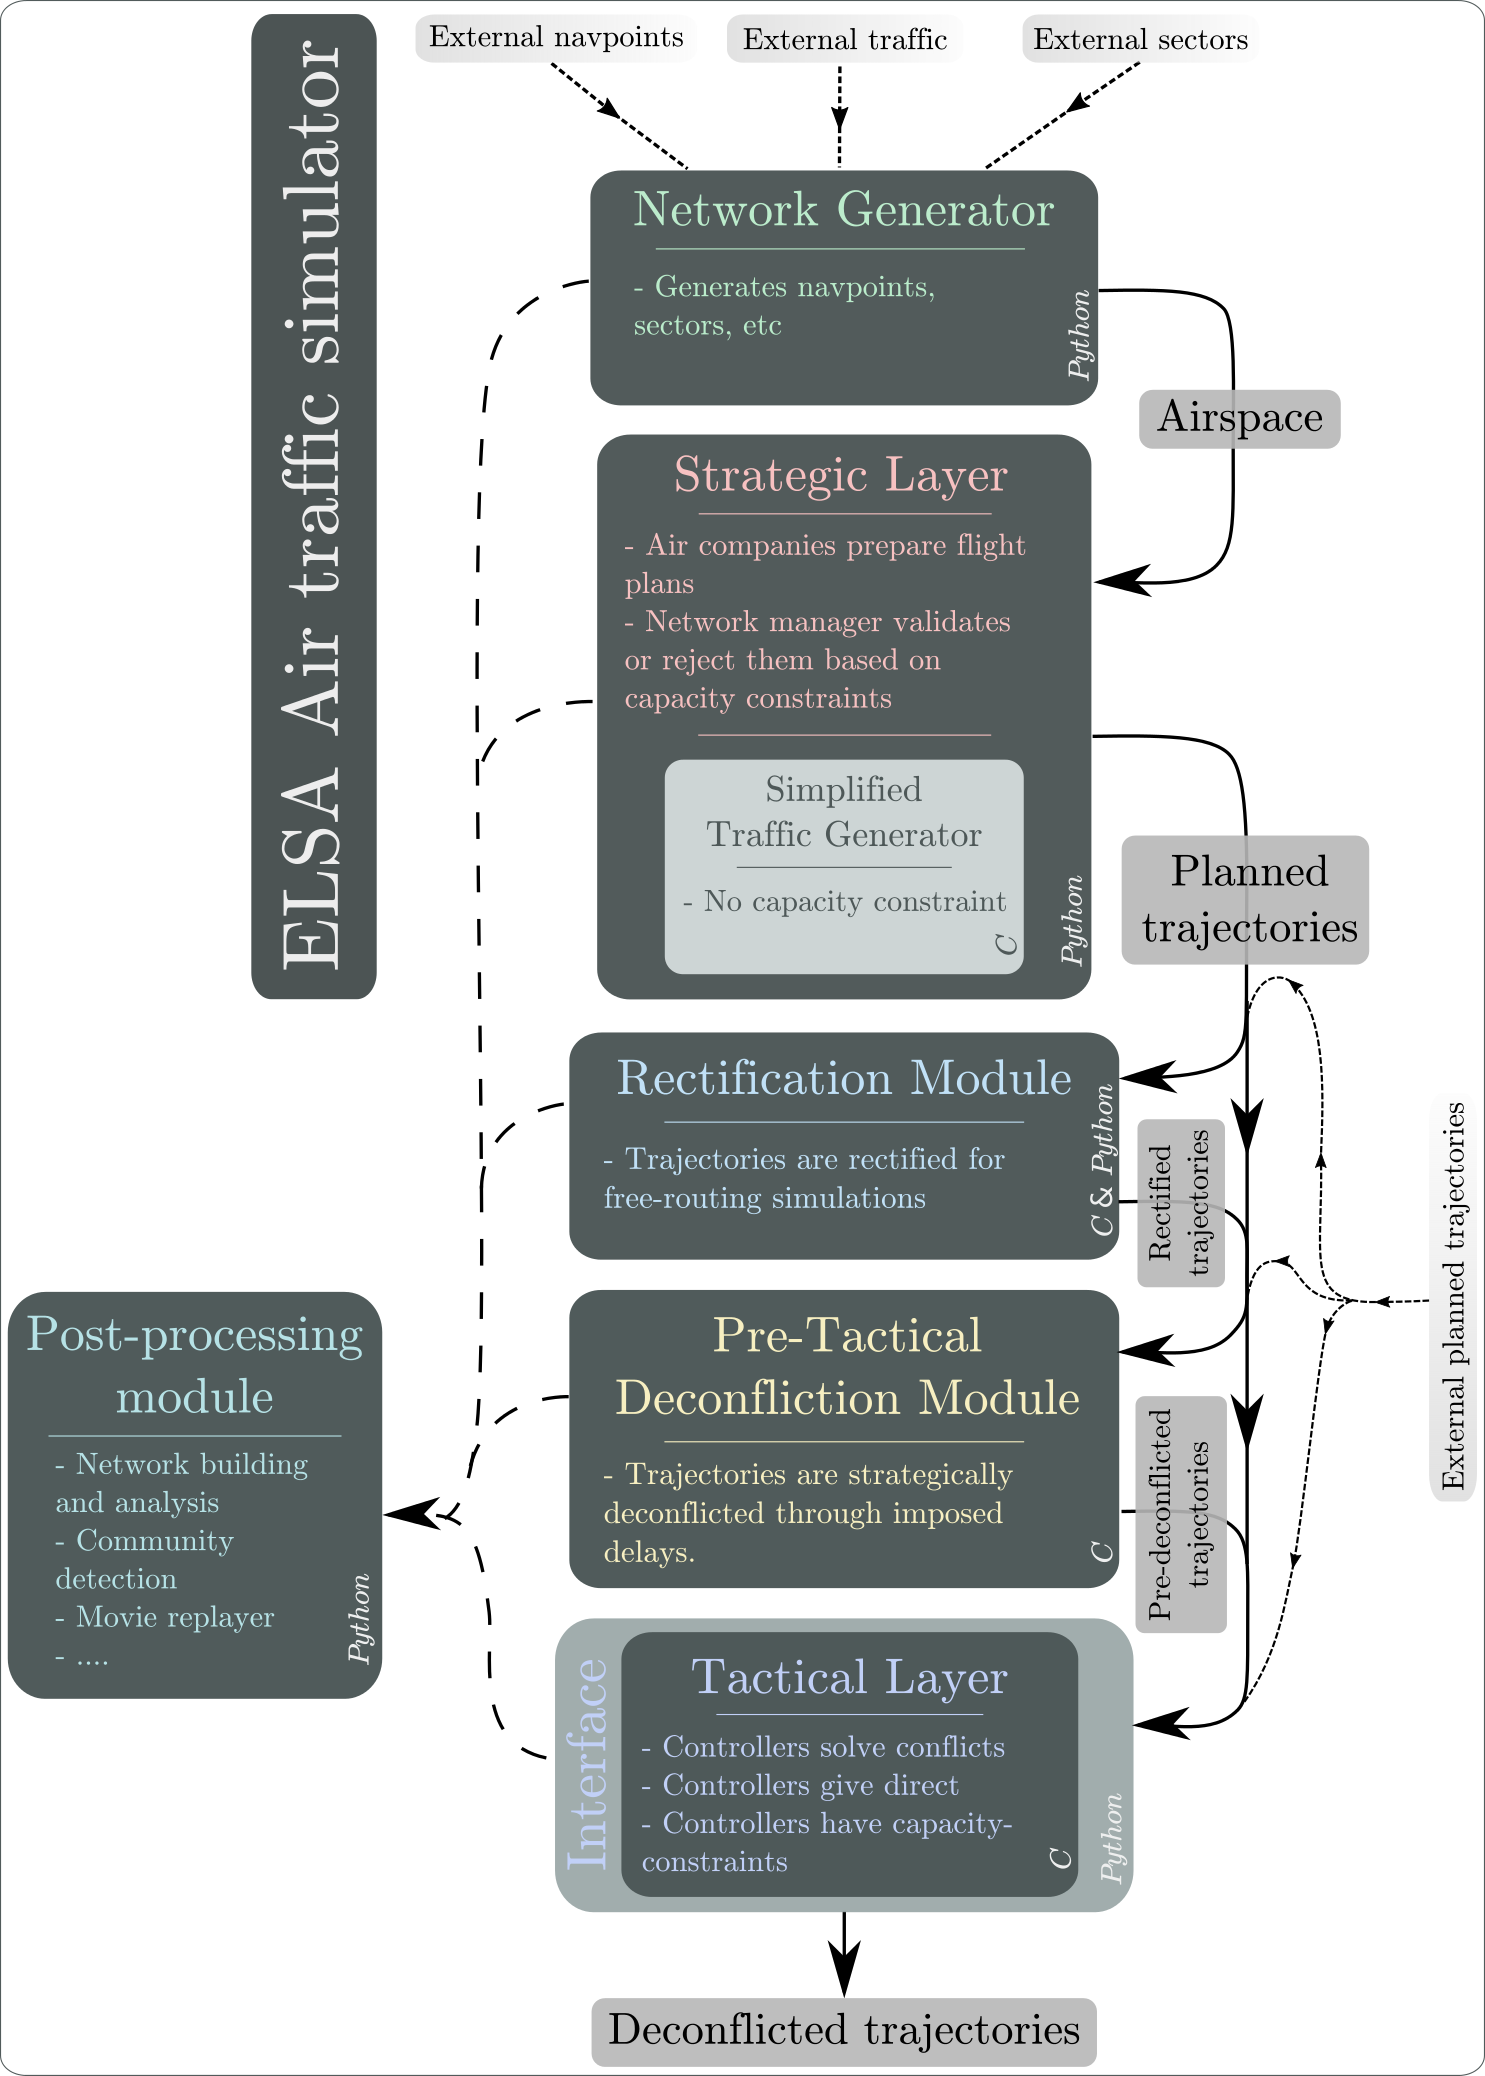 ELSA Air traffic simulator
External navpoints
External traffic
External sectors
Network Generator
- Generates navpoints,
sectors, etc
Python
Airspace
Strategic Layer
- Air companies prepare flight
plans
- Network manager validates
or reject them based on
capacity constraints
Simplified
Traffic Generator
- No capacity constraint
C
Python
Planned
trajectories
Rectification Module
- Trajectories are rectified for
free-routing simulations
C & Python
Rectified
trajectories
External planned trajectories
Post-processing
module
- Network building
and analysis
- Community
detection
- Movie replayer
- ....
Python
Pre-Tactical
Deconfliction Module
- Trajectories are strategically
deconflicted through imposed
delays.
C
Pre-deconflicted
trajectories
Interface
Tactical Layer
- Controllers solve conflicts
- Controllers give direct
- Controllers have capacity-
constraints
C
Python
Deconflicted trajectories